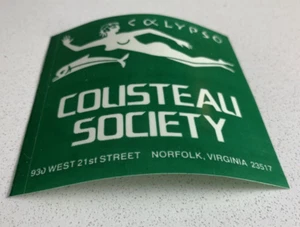 CALYPSO
COUSTEAU
SOCIETY
930 WEST 21st STREET NORFOLK, VIRGINIA 23517